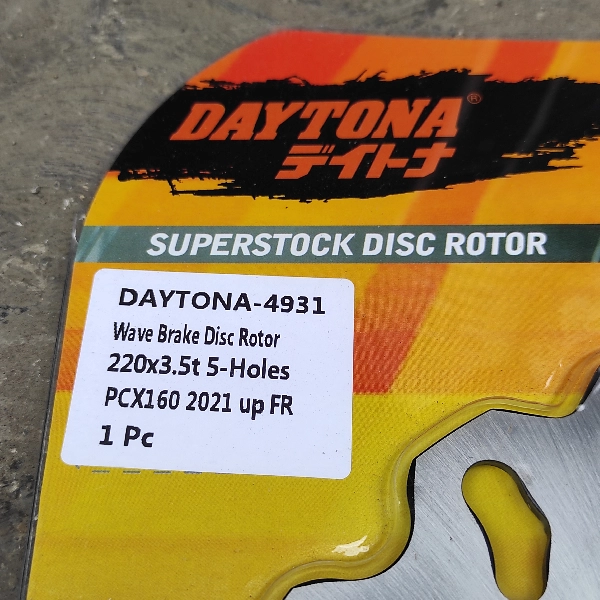 DAYTONA®
デイトナ
SUPERSTOCK DISC ROTOR
DAYTONA-4931
Wave Brake Disc Rotor
220x3.5t 5-Holes
PCX160 2021 up FR
1 Pc